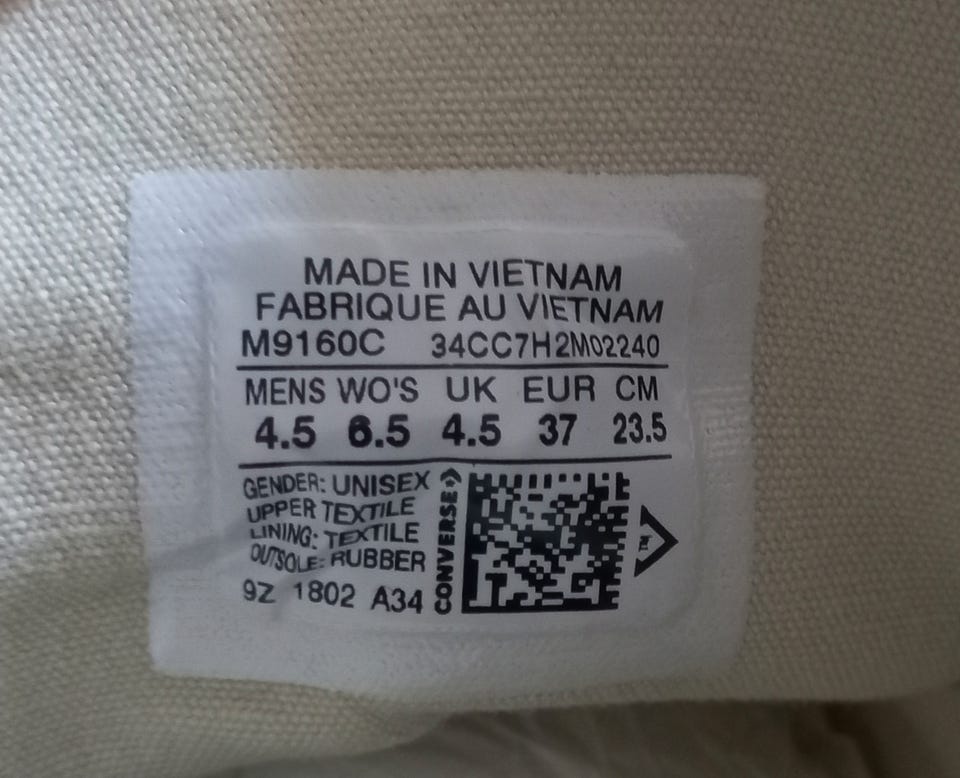 MADE IN VIETNAM
FABRIQUE AU VIETNAM
M9160C 34CC7H2M02240
MENS WO'S UK EUR CM
4.5 6.5 4.5 37 23.5
GENDER: UNISEX
UPPER TEXTILE
LINING: TEXTILE
OUTSOLE: RUBBER
9Z 1802 A34
CONVERSE
TM